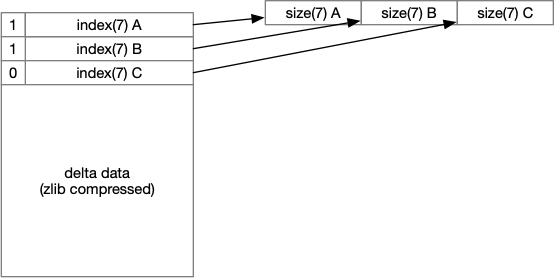 1 index(7) A
1 index(7) B
0 index(7) C
delta data
(zlib compressed)
size(7) A size(7) B size(7) C